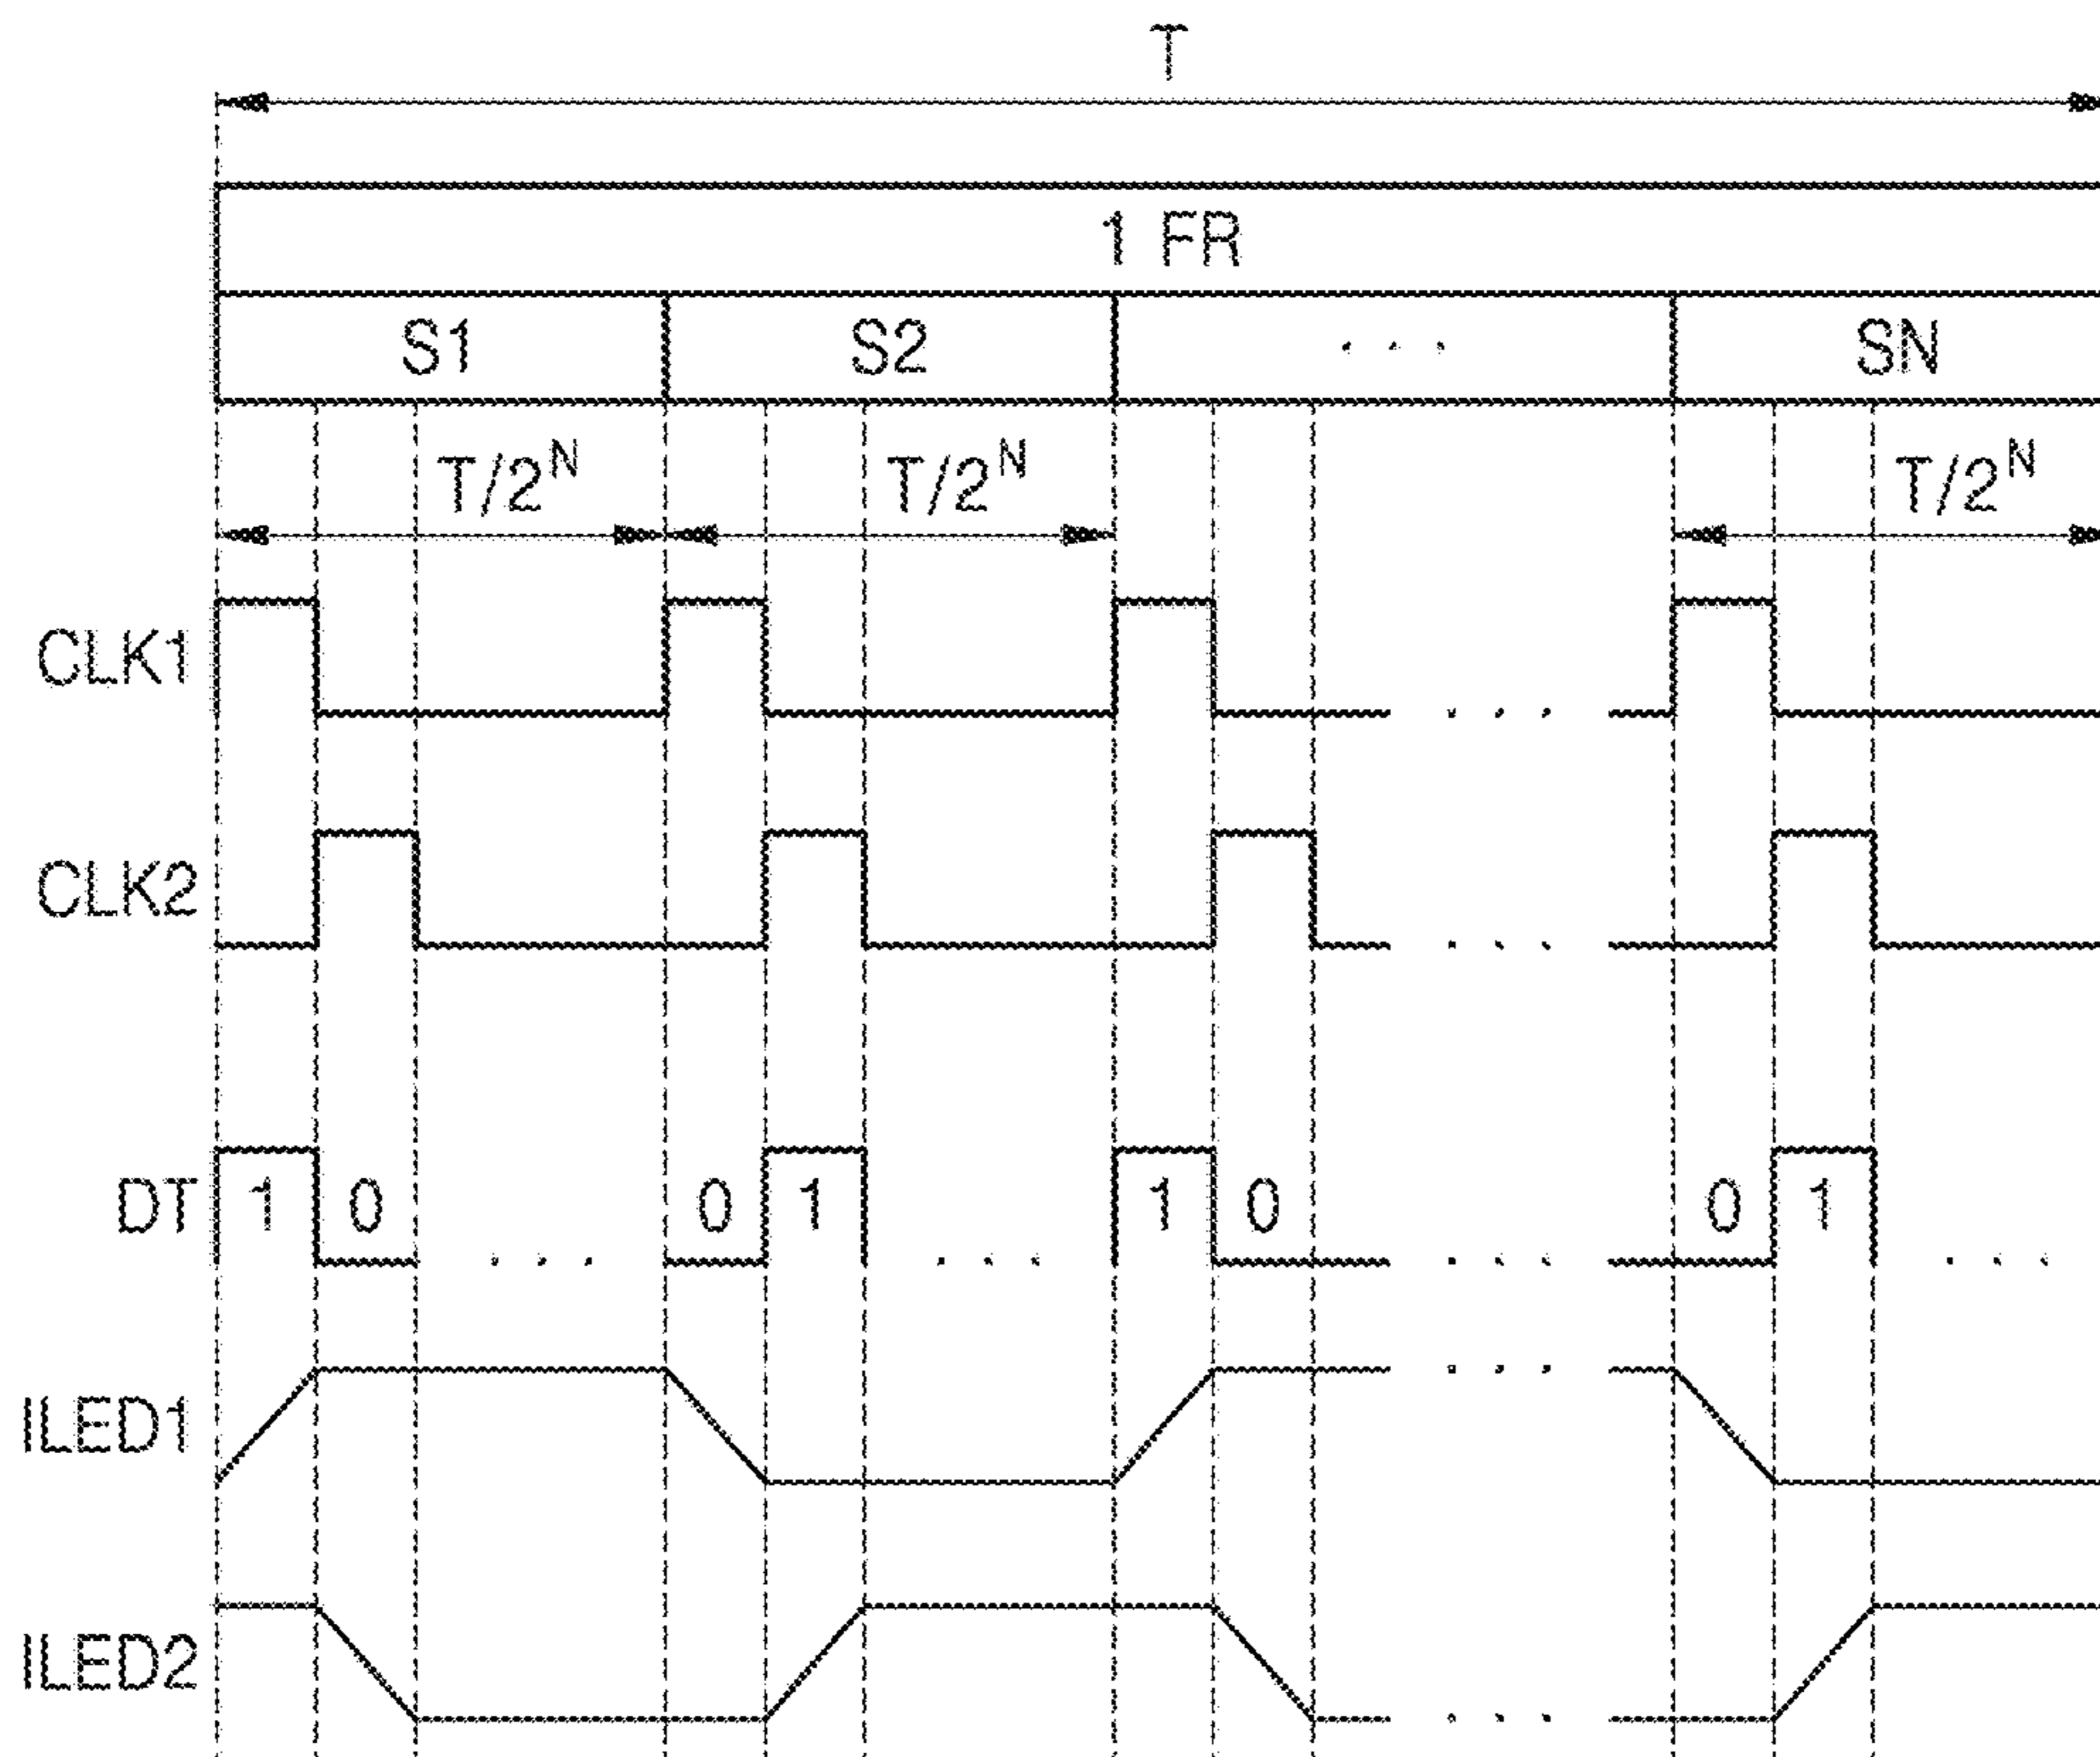 T
1 FR
S1 S2 . . . SN
T/2^N T/2^N T/2^N
CLK1 . . .
CLK2 . . .
DT 1 0 . . . 0 1 . . . 1 0 . . . 0 1 . . .
ILED1 . . .
ILED2 . . .